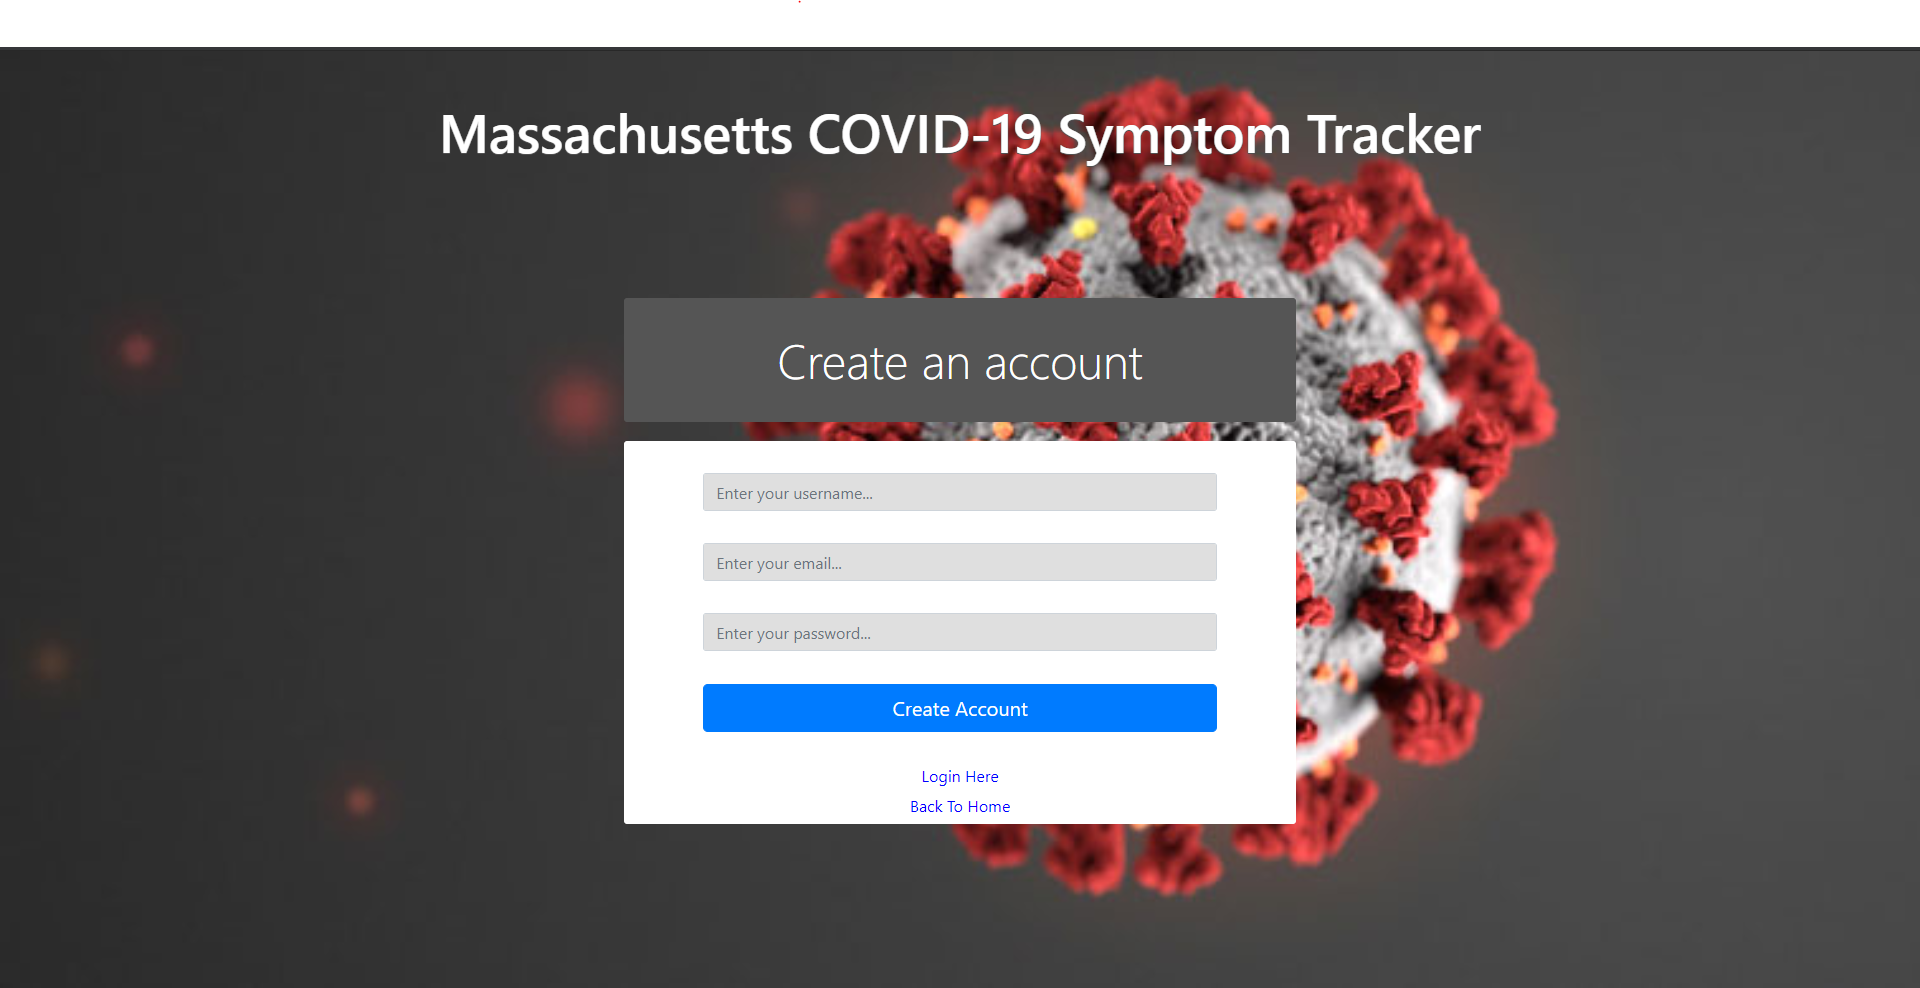 Massachusetts COVID-19 Symptom Tracker
Create an account
Enter your username...
Enter your email...
Enter your password...
Create Account
Login Here
Back To Home